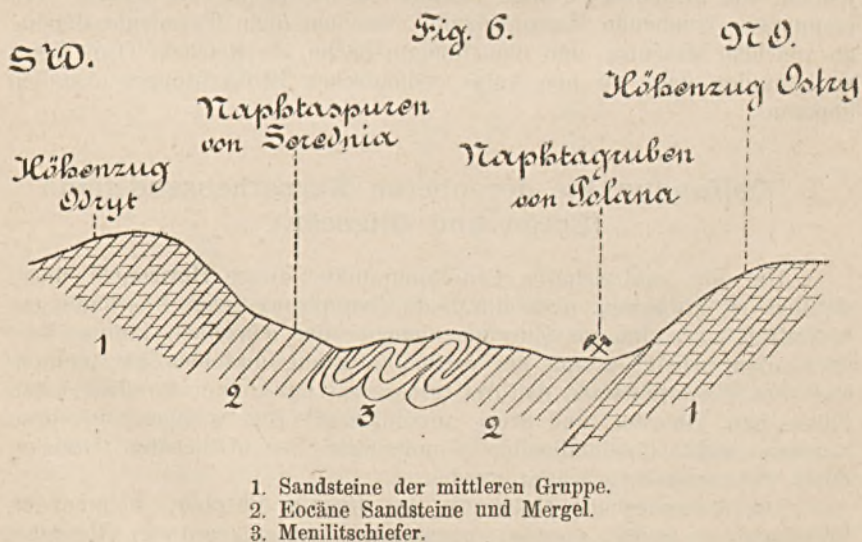 Fig. 6.
SW.
NO.
Höhenzug Ostry
Naphtaspuren
von Serednia
Naphtagruben
von Polana
Höhenzug
Odryt
1
2
3
2
1
1. Sandsteine der mittleren Gruppe.
2. Eocäne Sandsteine und Mergel.
3. Menilitschiefer.